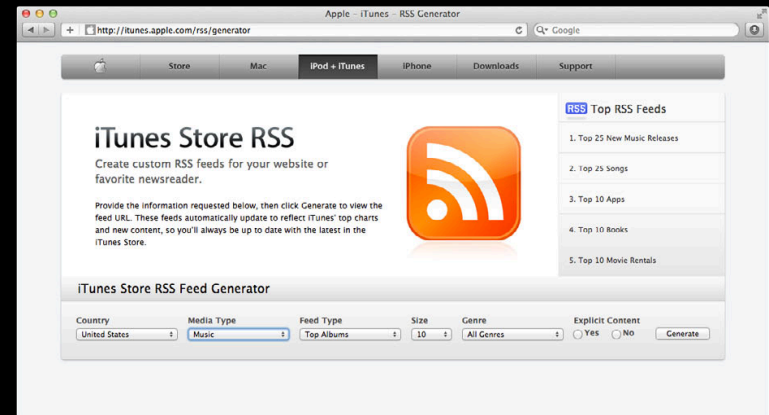 Apple - iTunes - RSS Generator
http://itunes.apple.com/rss/generator
Google
Store Mac iPod + iTunes iPhone Downloads Support
iTunes Store RSS
Create custom RSS feeds for your website or
favorite newsreader.
Provide the information requested below, then click Generate to view the
feed URL. These feeds automatically update to reflect iTunes' top charts
and new content, so you'll always be up to date with the latest in the
iTunes Store.
RSS Top RSS Feeds
1. Top 25 New Music Releases
2. Top 25 Songs
3. Top 10 Apps
4. Top 10 Books
5. Top 10 Movie Rentals
iTunes Store RSS Feed Generator
Country Media Type Feed Type Size Genre Explicit Content
United States Music Top Albums 10 All Genres Yes No Generate